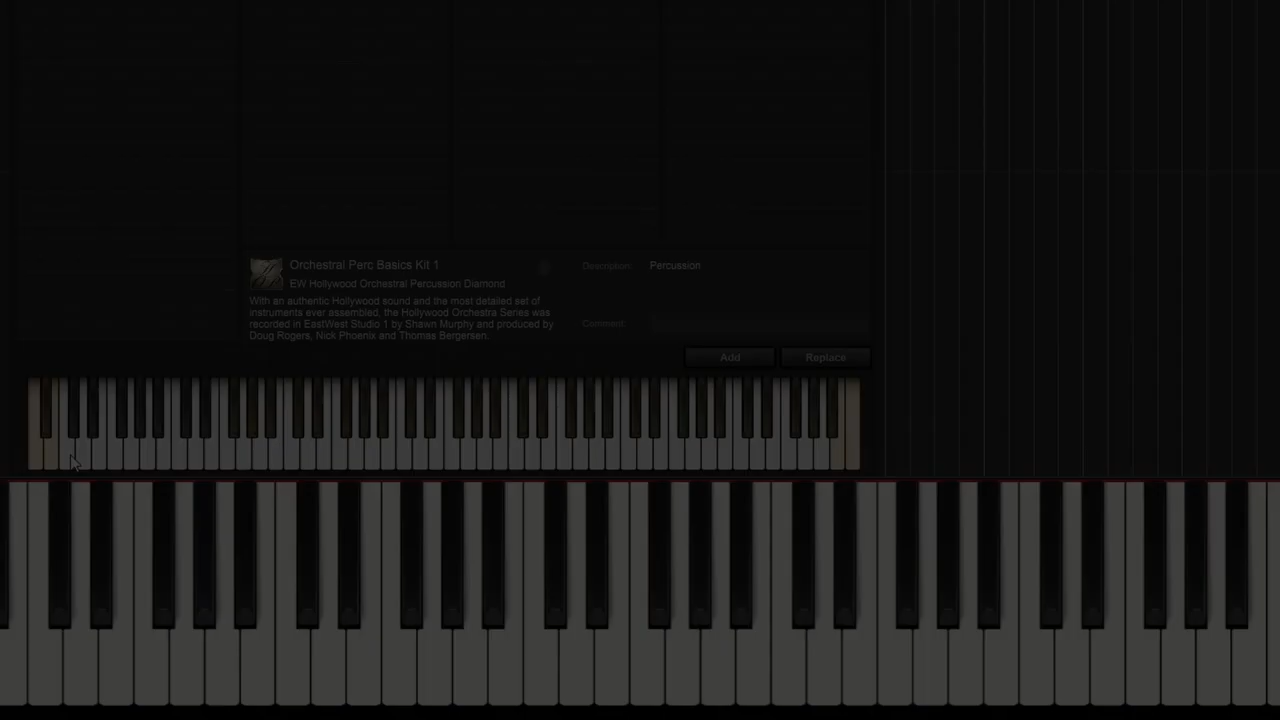 Orchestral Perc Basics Kit 1
Description:
Percussion
EW Hollywood Orchestral Percussion Diamond
With an authentic Hollywood sound and the most detailed set of
instruments ever assembled, the Hollywood Orchestra Series was
recorded in EastWest Studio 1 by Shawn Murphy and produced by
Doug Rogers, Nick Phoenix and Thomas Bergersen.
Comment:
Add
Replace